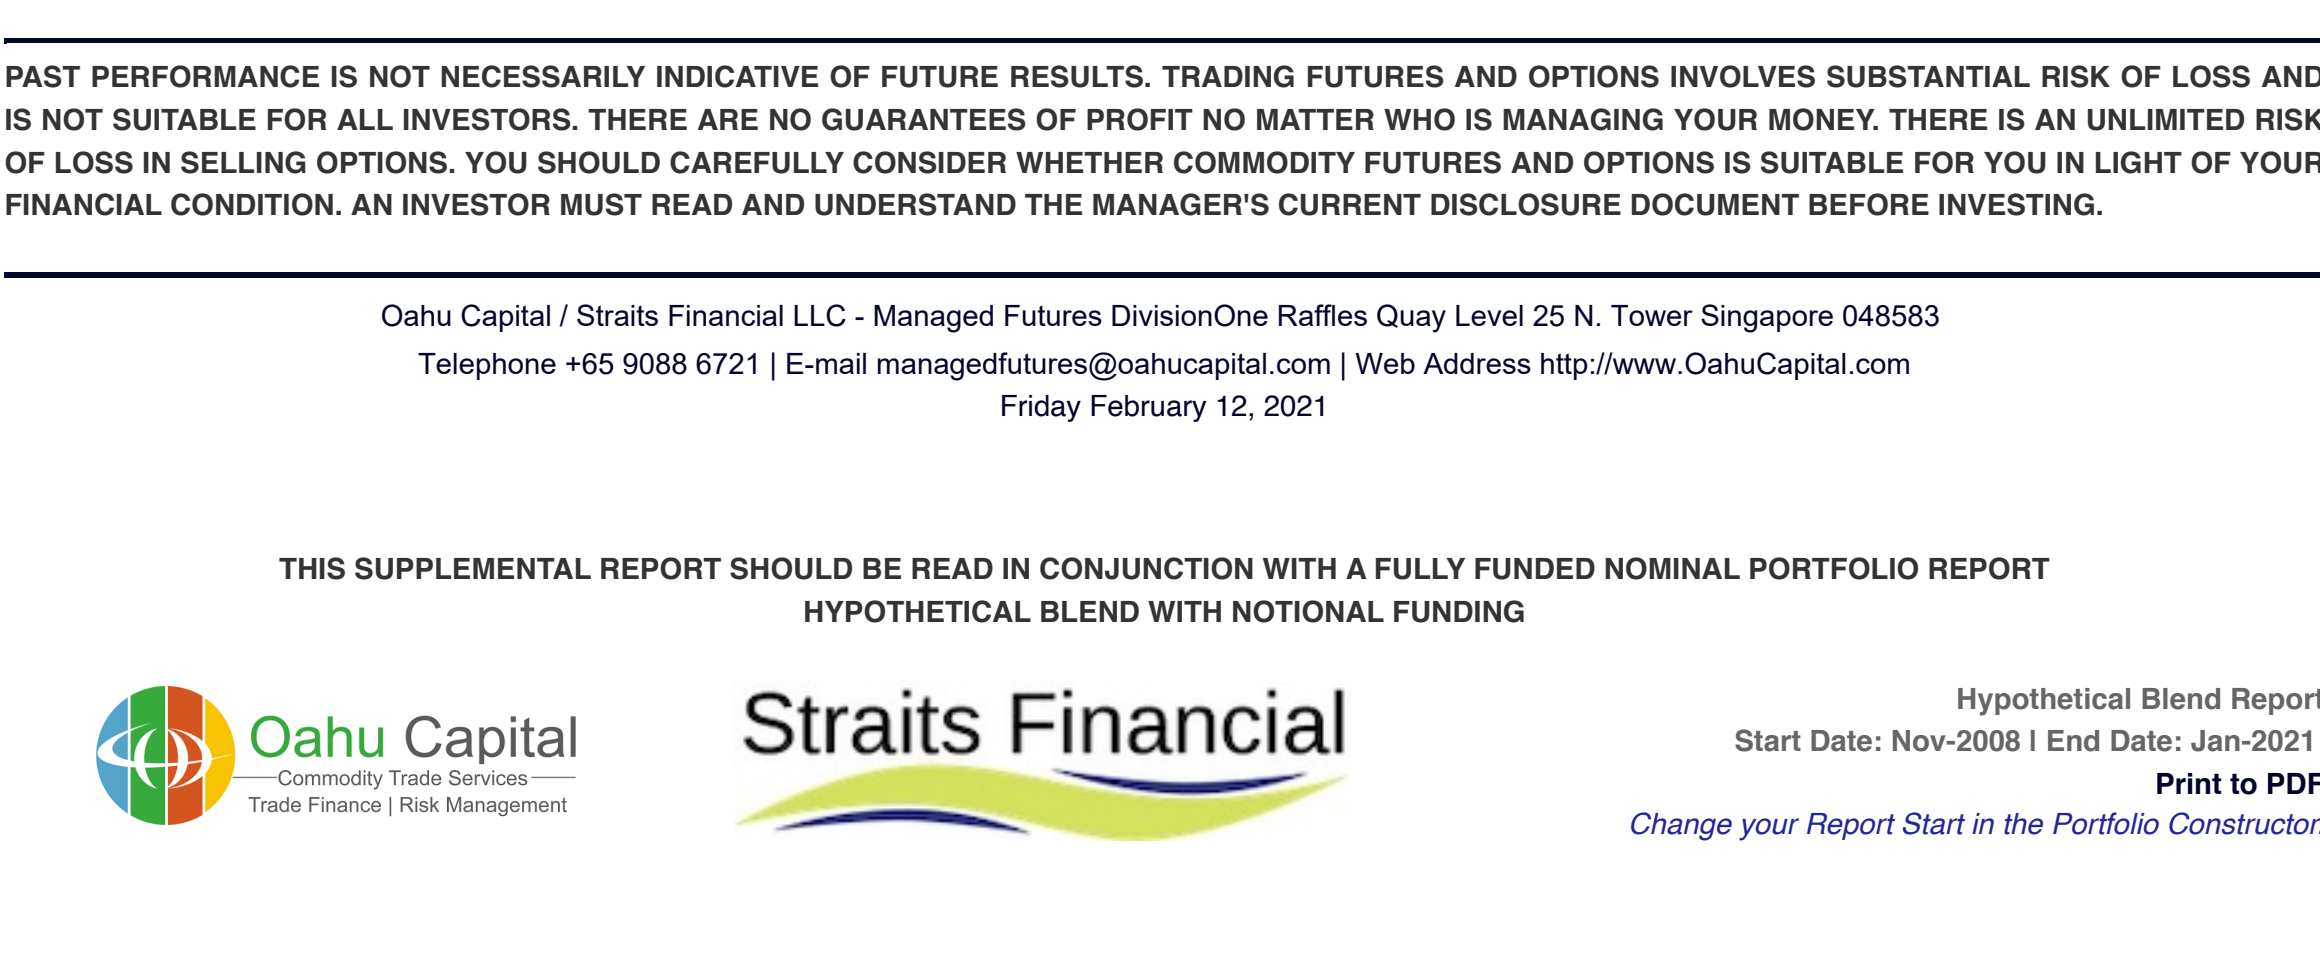 PAST PERFORMANCE IS NOT NECESSARILY INDICATIVE OF FUTURE RESULTS. TRADING FUTURES AND OPTIONS INVOLVES SUBSTANTIAL RISK OF LOSS AND
IS NOT SUITABLE FOR ALL INVESTORS. THERE ARE NO GUARANTEES OF PROFIT NO MATTER WHO IS MANAGING YOUR MONEY. THERE IS AN UNLIMITED RISK
OF LOSS IN SELLING OPTIONS. YOU SHOULD CAREFULLY CONSIDER WHETHER COMMODITY FUTURES AND OPTIONS IS SUITABLE FOR YOU IN LIGHT OF YOUR
FINANCIAL CONDITION. AN INVESTOR MUST READ AND UNDERSTAND THE MANAGER'S CURRENT DISCLOSURE DOCUMENT BEFORE INVESTING.
Oahu Capital / Straits Financial LLC - Managed Futures DivisionOne Raffles Quay Level 25 N. Tower Singapore 048583
Telephone +65 9088 6721 | E-mail managedfutures@oahucapital.com | Web Address http://www.OahuCapital.com
Friday February 12, 2021
THIS SUPPLEMENTAL REPORT SHOULD BE READ IN CONJUNCTION WITH A FULLY FUNDED NOMINAL PORTFOLIO REPORT
HYPOTHETICAL BLEND WITH NOTIONAL FUNDING
Oahu Capital
Commodity Trade Services
Trade Finance | Risk Management
Straits Financial
Hypothetical Blend Report
Start Date: Nov-2008 | End Date: Jan-2021
Print to PDF
Change your Report Start in the Portfolio Constructor.